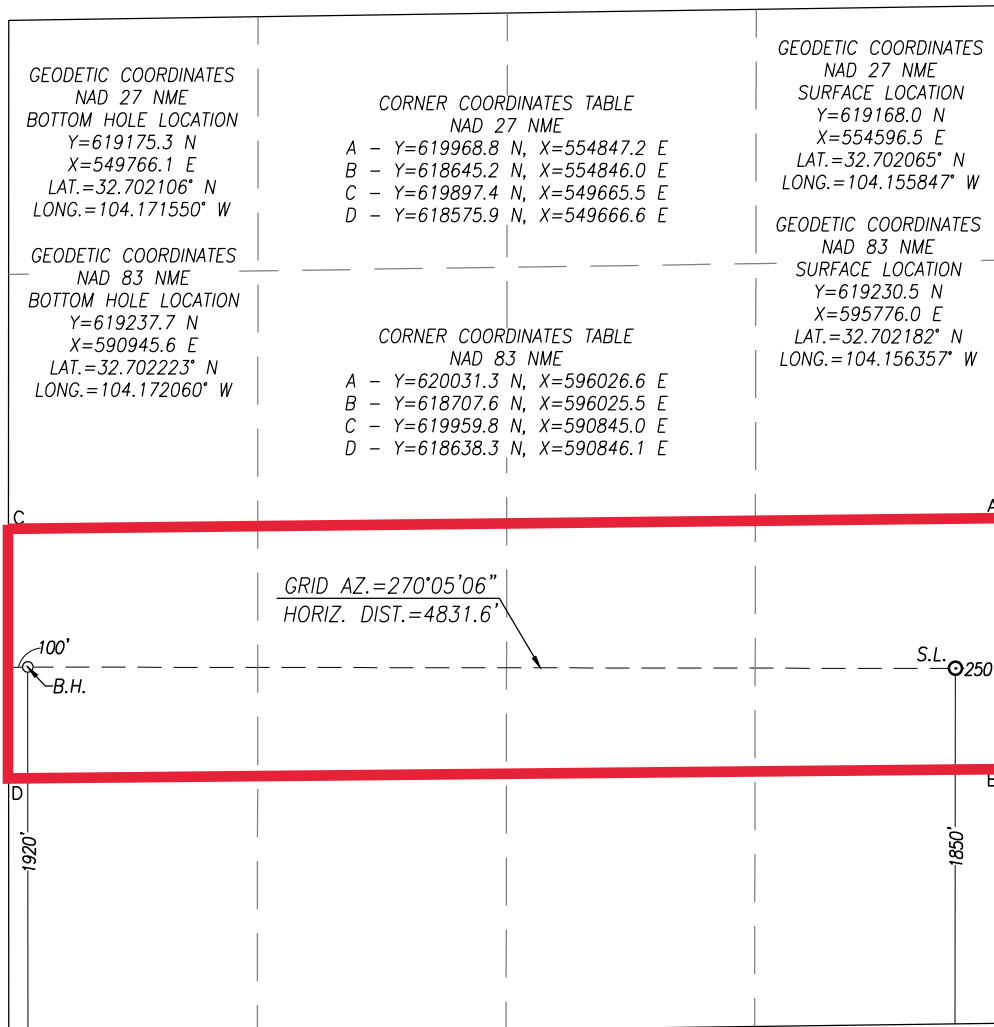 GEODETIC COORDINATES
NAD 27 NME
BOTTOM HOLE LOCATION
Y=619175.3 N
X=549766.1 E
LAT.=32.702106° N
LONG.=104.171550° W
GEODETIC COORDINATES
NAD 83 NME
BOTTOM HOLE LOCATION
Y=619237.7 N
X=590945.6 E
LAT.=32.702223° N
LONG.=104.172060° W
CORNER COORDINATES TABLE
NAD 27 NME
A - Y=619968.8 N, X=554847.2 E
B - Y=618645.2 N, X=554846.0 E
C - Y=619897.4 N, X=549665.5 E
D - Y=618575.9 N, X=549666.6 E
CORNER COORDINATES TABLE
NAD 83 NME
A - Y=620031.3 N, X=596026.6 E
B - Y=618707.6 N, X=596025.5 E
C - Y=619959.8 N, X=590845.0 E
D - Y=618638.3 N, X=590846.1 E
GEODETIC COORDINATES
NAD 27 NME
SURFACE LOCATION
Y=619168.0 N
X=554596.5 E
LAT.=32.702065° N
LONG.=104.155847° W
GEODETIC COORDINATES
NAD 83 NME
SURFACE LOCATION
Y=619230.5 N
X=595776.0 E
LAT.=32.702182° N
LONG.=104.156357° W
C
A
GRID AZ.=270°05'06"
HORIZ. DIST.=4831.6'
100'
B.H.
S.L.
250
D
1920'
1850'